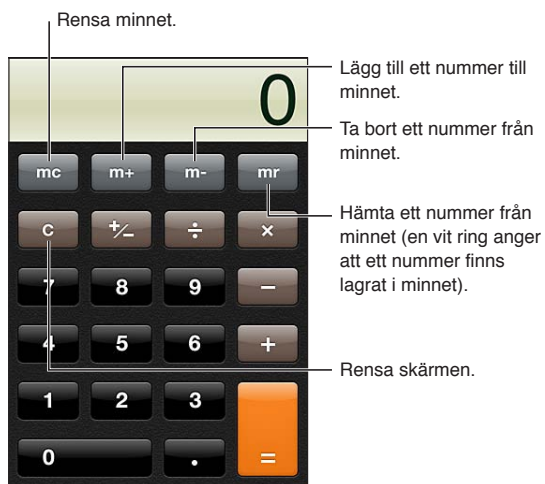 Rensa minnet.
Lägg till ett nummer till
minnet.
Ta bort ett nummer från
minnet.
Hämta ett nummer från
minnet (en vit ring anger
att ett nummer finns
lagrat i minnet).
Rensa skärmen.
0
mc m+ m- mr
c +/− ÷ ×
7 8 9 −
4 5 6 +
1 2 3
0 . =